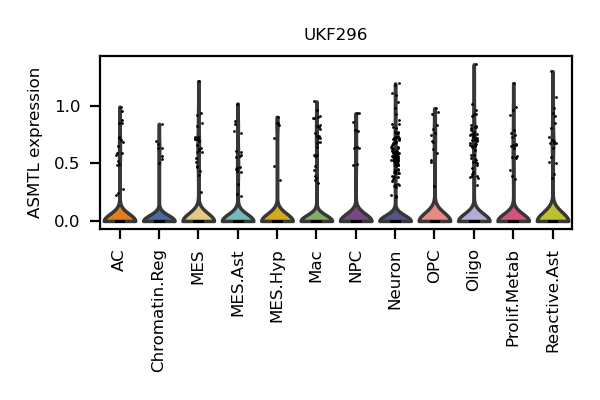 UKF296
ASMTL expression
1.0
0.5
0.0
AC
Chromatin.Reg
MES
MES.Ast
MES.Hyp
Mac
NPC
Neuron
OPC
Oligo
Prolif.Metab
Reactive.Ast